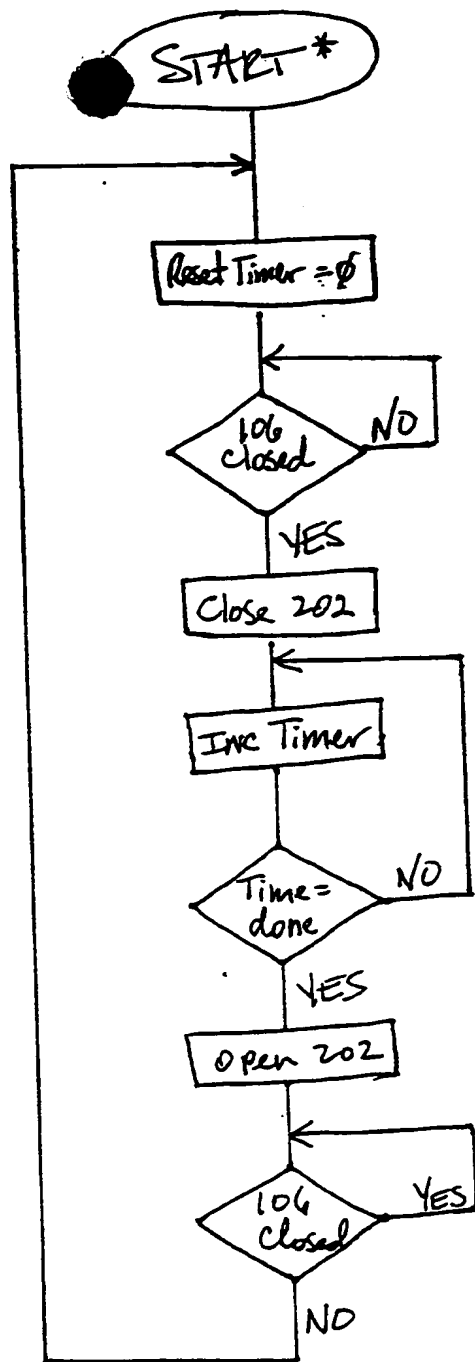 START *
Reset Timer = Ø
106
closed
NO
YES
Close 202
INC Timer
Time =
done
NO
YES
open 202
106
Closed
YES
NO